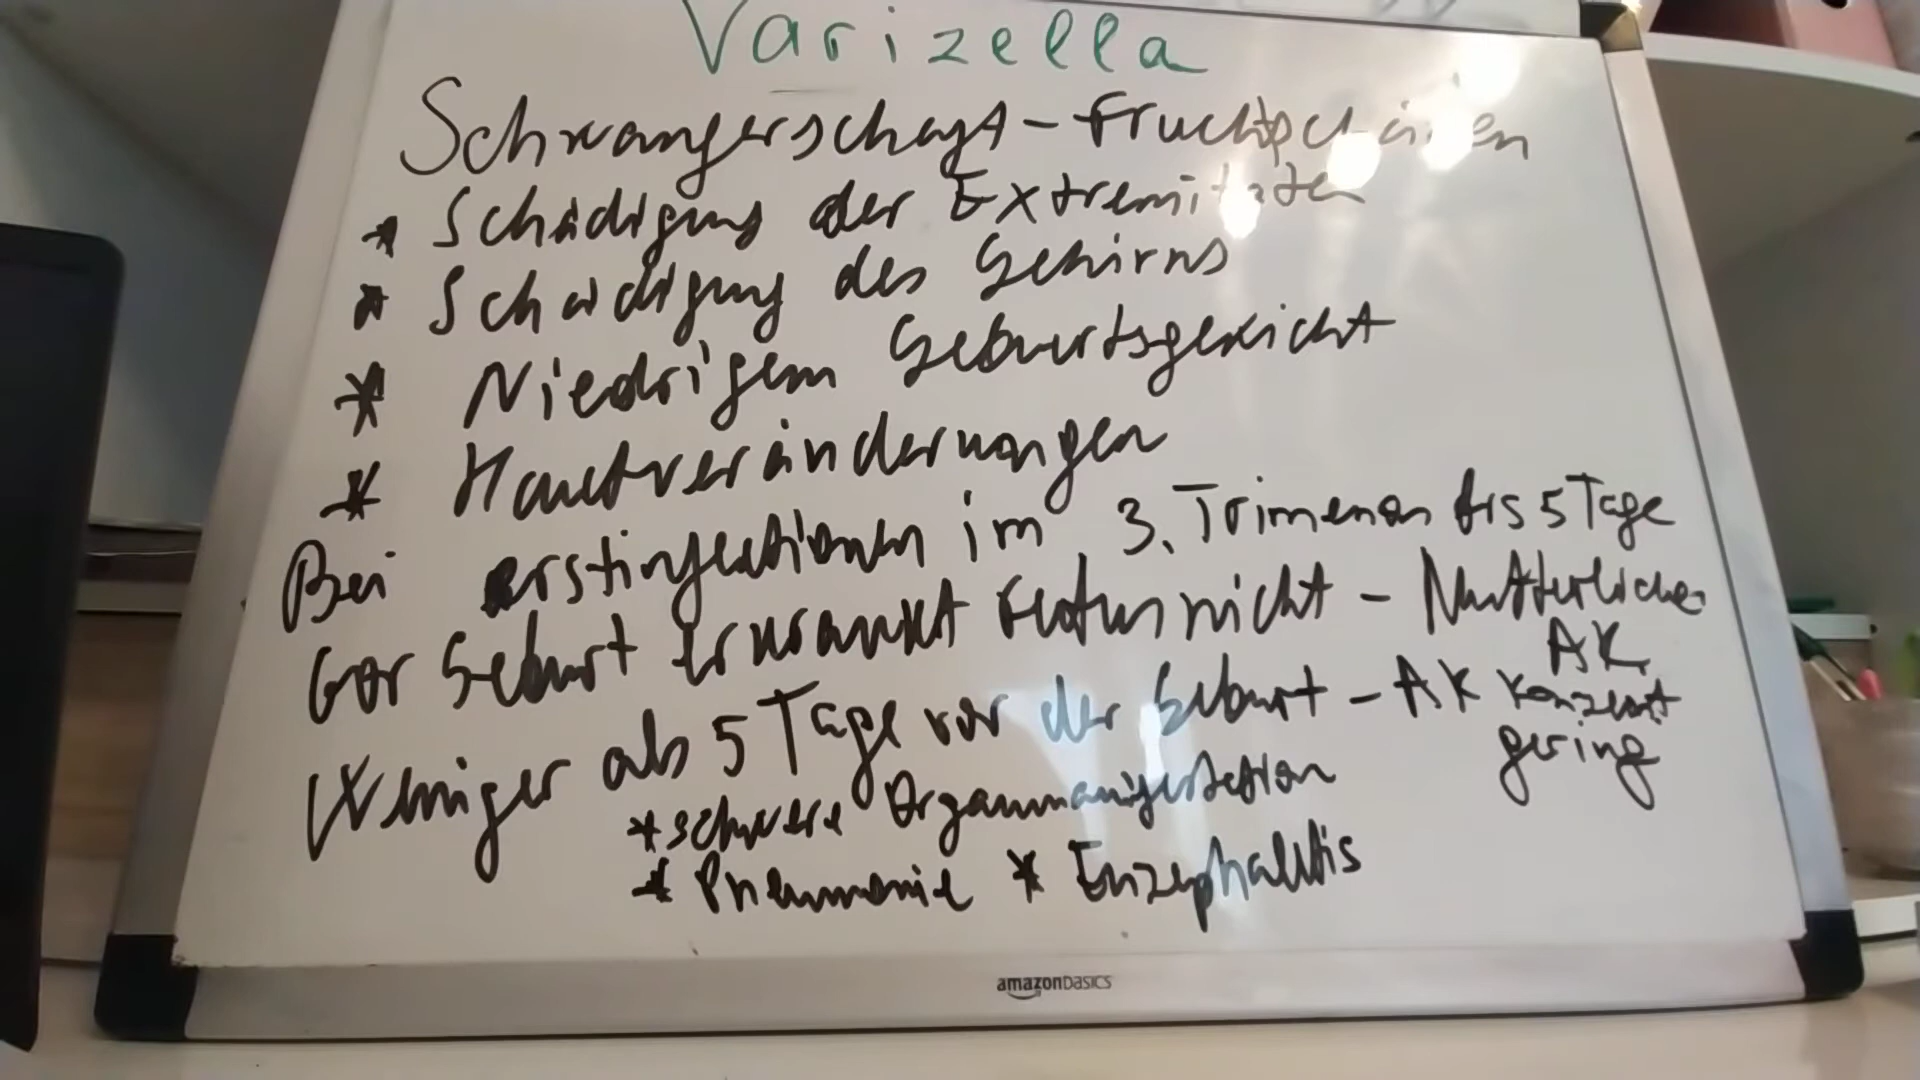 Varizella
Schwangerschaft - Fruchtschäden
* Schädigung der Extremitäten
* Schädigung des Gehirns
* Niedrigem Geburtsgewicht
* Hautveränderungen
Bei erstinfektionen im 3. Trimenon bis 5 Tage
vor Geburt erkrankt Fetus nicht - Mütterliche
AK
Weniger als 5 Tage vor der Geburt - AK Konzent
gering
* schwere Organmanifestation
* Pneumonie * Enzephalitis
amazonbasics